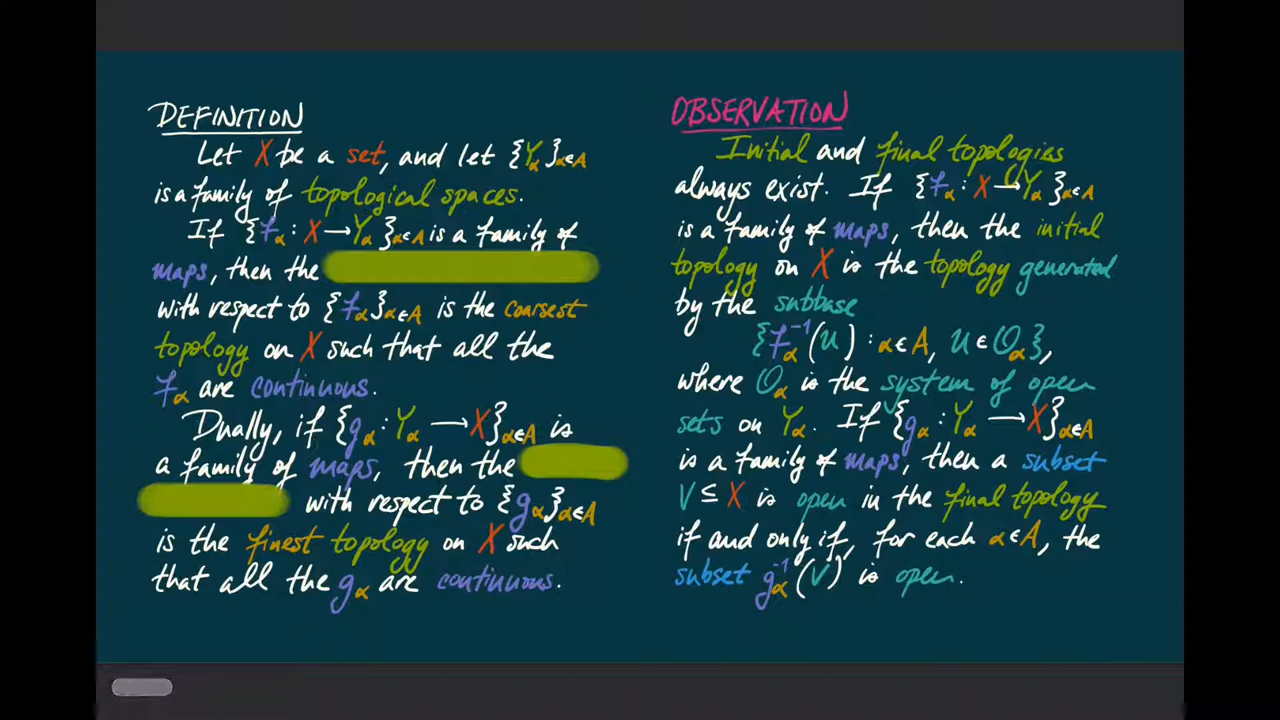 DEFINITION
Let X be a set, and let {Yα}α∈A
is a family of topological spaces.
If {fα : X → Yα}α∈A is a family of
maps, then the
with respect to {fα}α∈A is the coarsest
topology on X such that all the
fα are continuous.
Dually, if {gα : Yα → X}α∈A is
a family of maps, then the
with respect to {gα}α∈A
is the finest topology on X such
that all the gα are continuous.
OBSERVATION
Initial and final topologies
always exist. If {fα : X → Yα}α∈A
is a family of maps, then the initial
topology on X is the topology generated
by the subbase
{fα⁻¹(U) : α∈A, U∈Oα},
where Oα is the system of open
sets on Yα. If {gα : Yα → X}α∈A
is a family of maps, then a subset
V ⊆ X is open in the final topology
if and only if, for each α∈A, the
subset gα⁻¹(V) is open.